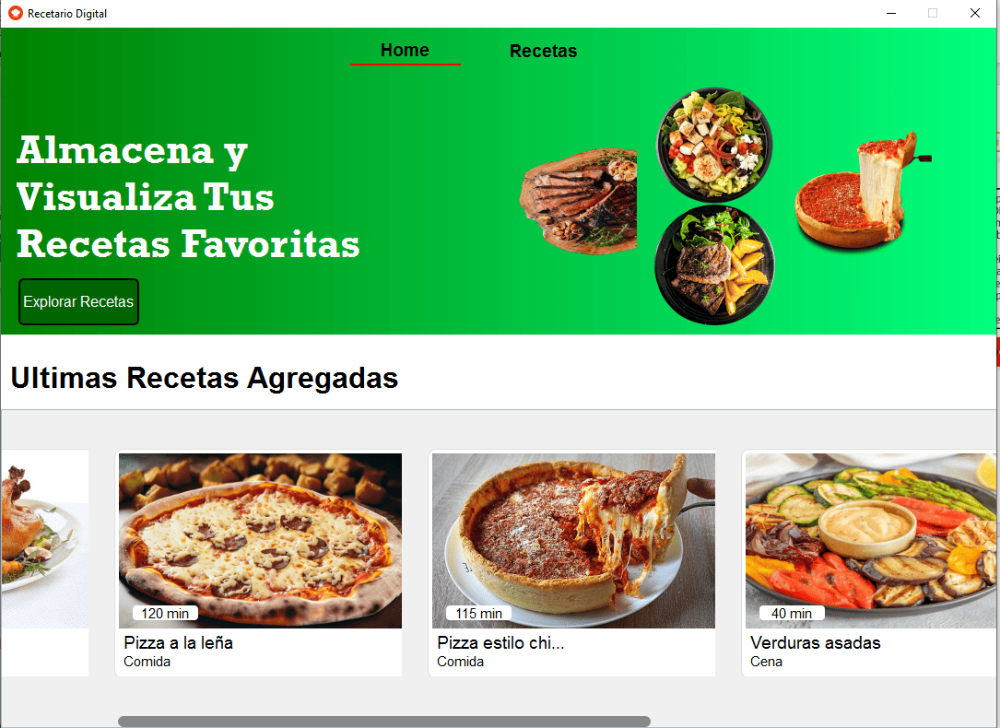 Recetario Digital
Home
Recetas
Almacena y
Visualiza Tus
Recetas Favoritas
Explorar Recetas
Ultimas Recetas Agregadas
120 min
Pizza a la leña
Comida
115 min
Pizza estilo chi...
Comida
40 min
Verduras asadas
Cena